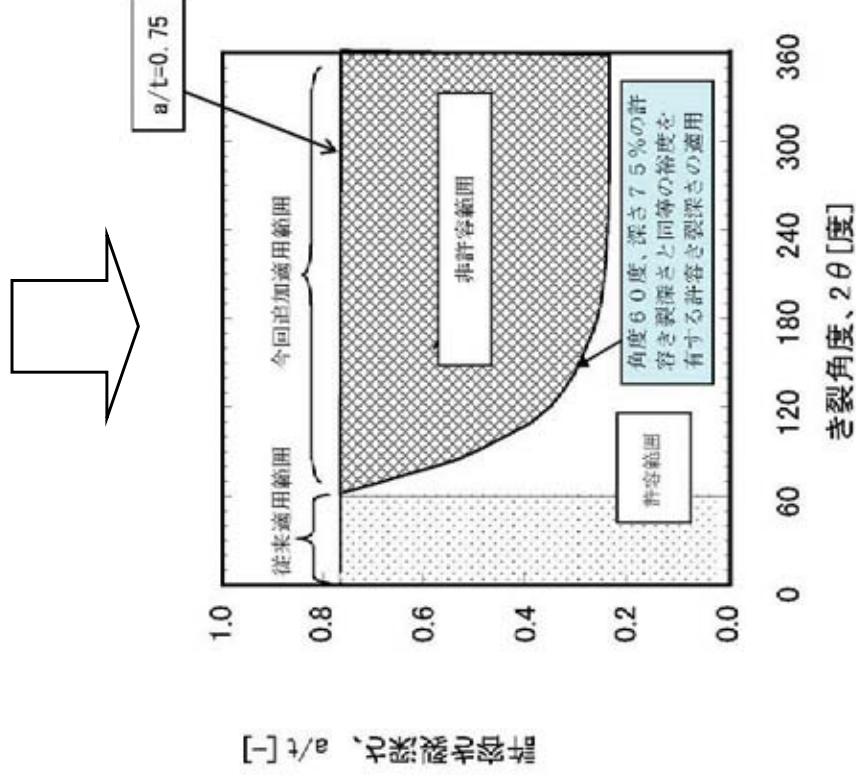 a/t=0.75
従来適用範囲
今回追加適用範囲
非許容範囲
許容範囲
角度60度、深さ75%の許
容き裂深さと同等の裕度を
有する許容き裂深さの適用
許容き裂深さ、a/t[-]
1.0
0.8
0.6
0.4
0.2
0.0
0
60
120
180
240
300
360
き裂角度、2θ[度]